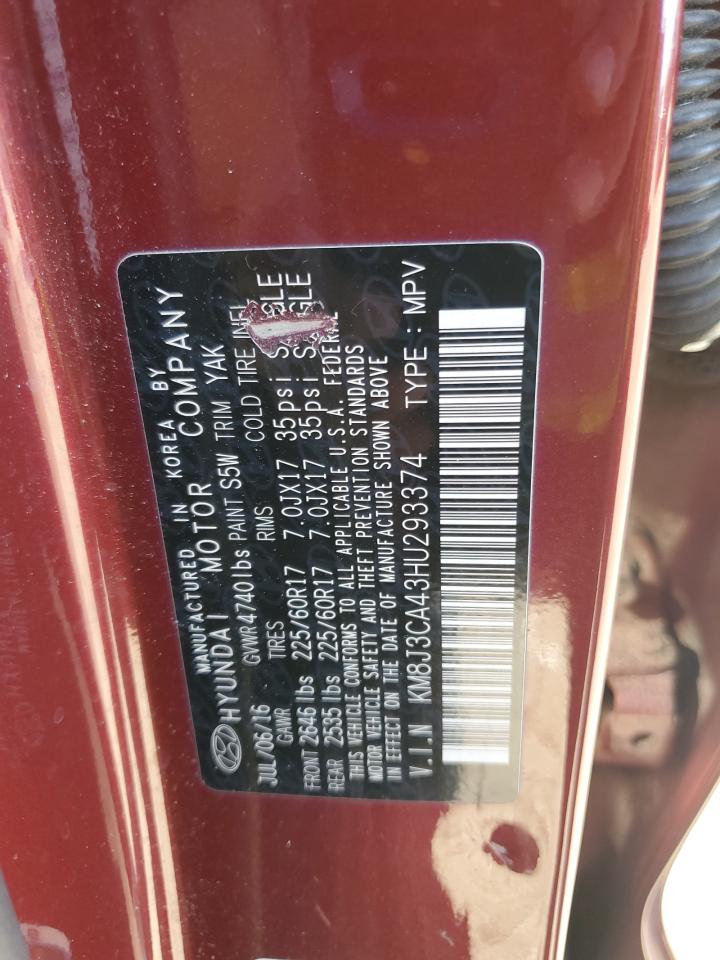 MANUFACTURED IN KOREA BY
HYUNDAI MOTOR COMPANY
JUL/06/16 GVWR 4740 lbs PAINT S5W TRIM YAK
GAWR TIRES RIMS COLD TIRE
FRONT 2646 lbs 225/60R17 7.0JX17 35psi
REAR 2535 lbs 225/60R17 7.0JX17 35psi
THIS VEHICLE CONFORMS TO ALL APPLICABLE U.S.A. FEDERAL
MOTOR VEHICLE SAFETY AND THEFT PREVENTION STANDARDS
IN EFFECT ON THE DATE OF MANUFACTURE SHOWN ABOVE
V.I.N KM8J3CA43HU293374 TYPE : MPV